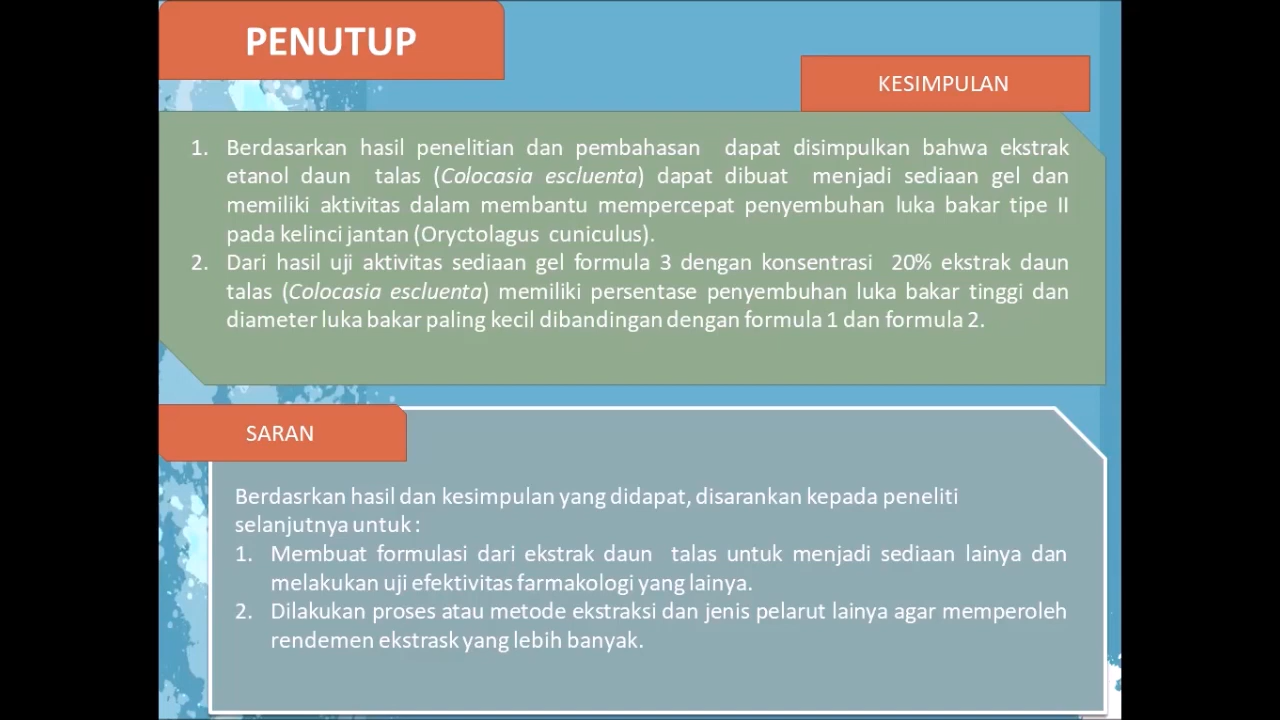 PENUTUP
KESIMPULAN
1. Berdasarkan hasil penelitian dan pembahasan dapat disimpulkan bahwa ekstrak
etanol daun talas (Colocasia escluenta) dapat dibuat menjadi sediaan gel dan
memiliki aktivitas dalam membantu mempercepat penyembuhan luka bakar tipe II
pada kelinci jantan (Oryctolagus cuniculus).
2. Dari hasil uji aktivitas sediaan gel formula 3 dengan konsentrasi 20% ekstrak daun
talas (Colocasia escluenta) memiliki persentase penyembuhan luka bakar tinggi dan
diameter luka bakar paling kecil dibandingan dengan formula 1 dan formula 2.
SARAN
Berdasrkan hasil dan kesimpulan yang didapat, disarankan kepada peneliti
selanjutnya untuk :
1. Membuat formulasi dari ekstrak daun talas untuk menjadi sediaan lainya dan
melakukan uji efektivitas farmakologi yang lainya.
2. Dilakukan proses atau metode ekstraksi dan jenis pelarut lainya agar memperoleh
rendemen ekstrask yang lebih banyak.